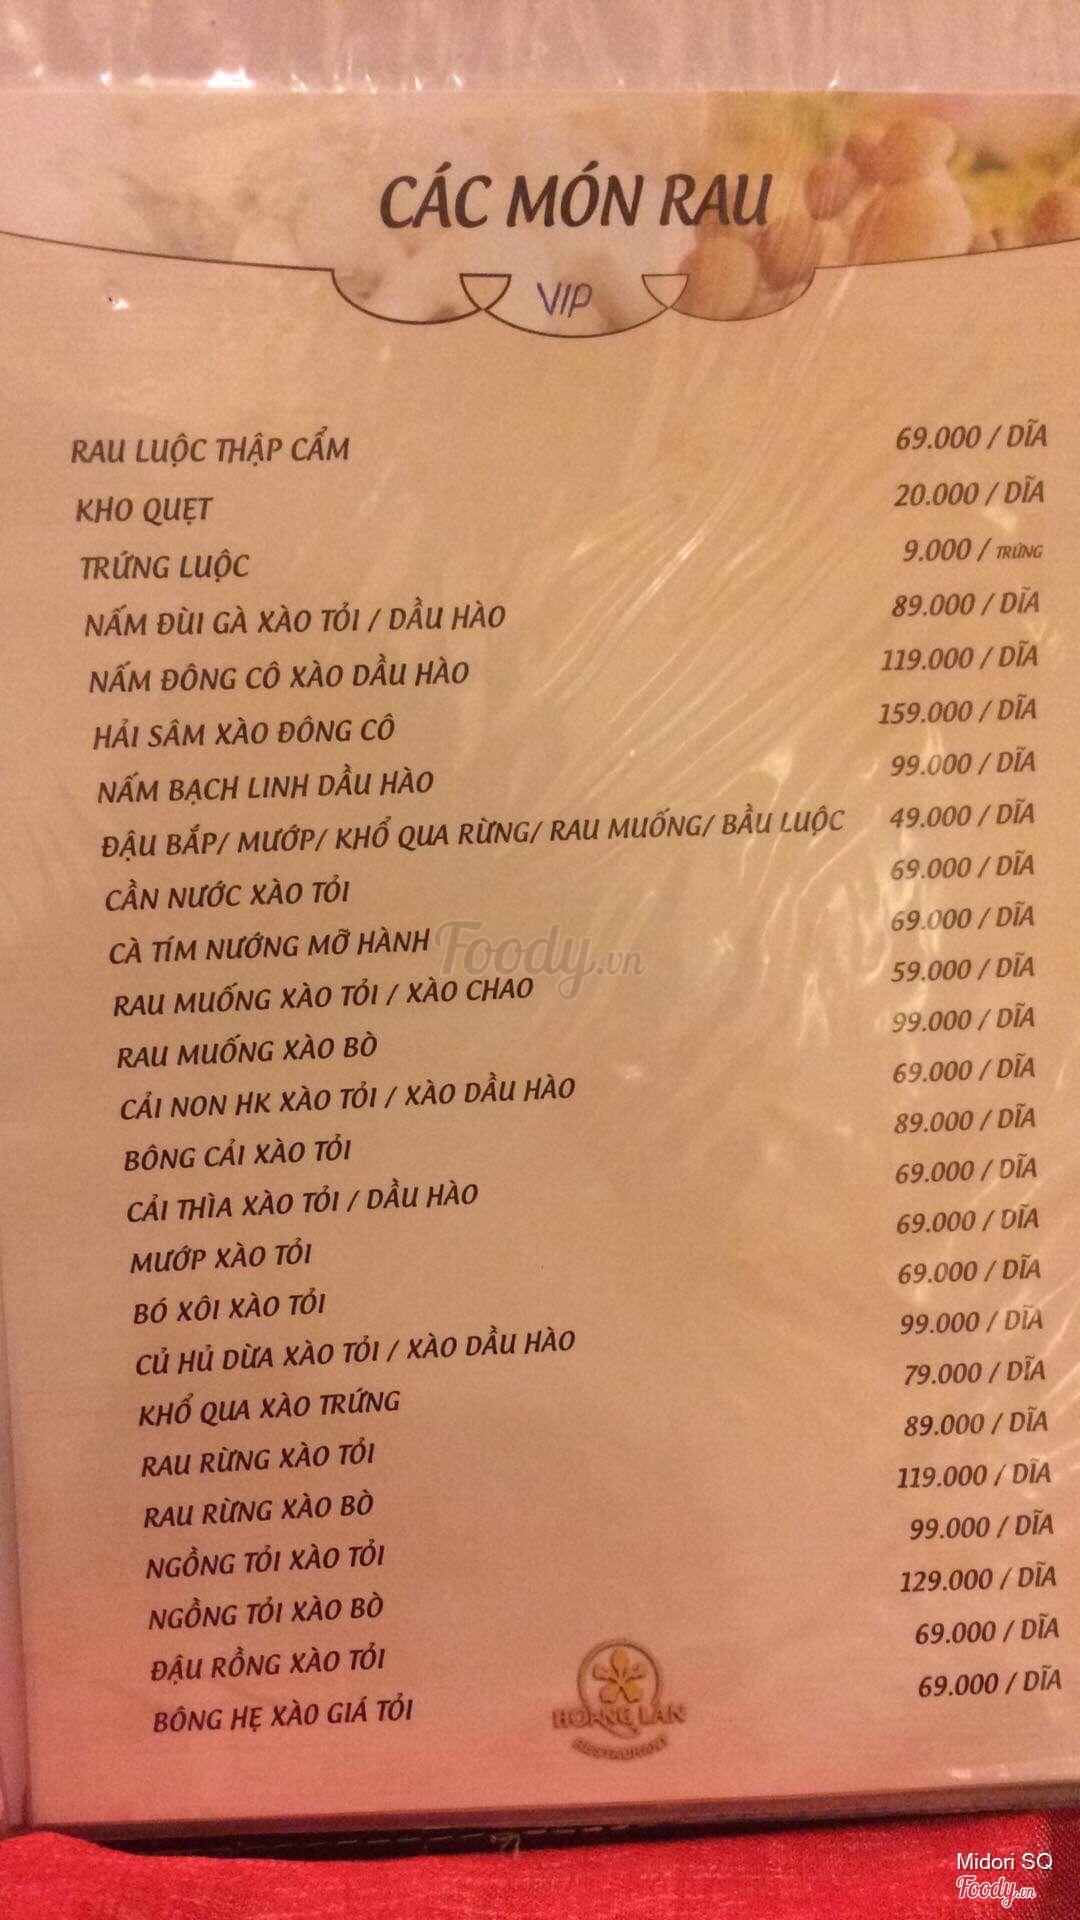 CÁC MÓN RAU
VIP
RAU LUỘC THẬP CẨM 69.000 / DĨA
KHO QUẸT 20.000 / DĨA
TRỨNG LUỘC 9.000 / TRỨNG
NẤM ĐÙI GÀ XÀO TỎI / DẦU HÀO 89.000 / DĨA
NẤM ĐÔNG CÔ XÀO DẦU HÀO 119.000 / DĨA
HẢI SÂM XÀO ĐÔNG CÔ 159.000 / DĨA
NẤM BẠCH LINH DẦU HÀO 99.000 / DĨA
ĐẬU BẮP/ MƯỚP/ KHỔ QUA RỪNG/ RAU MUỐNG/ BẦU LUỘC 49.000 / DĨA
CẦN NƯỚC XÀO TỎI 69.000 / DĨA
CÀ TÍM NƯỚNG MỠ HÀNH 69.000 / DĨA
RAU MUỐNG XÀO TỎI / XÀO CHAO 59.000 / DĨA
RAU MUỐNG XÀO BÒ 99.000 / DĨA
CẢI NON HK XÀO TỎI / XÀO DẦU HÀO 69.000 / DĨA
BÔNG CẢI XÀO TỎI 89.000 / DĨA
CẢI THÌA XÀO TỎI / DẦU HÀO 69.000 / DĨA
MƯỚP XÀO TỎI 69.000 / DĨA
BÓ XÔI XÀO TỎI 69.000 / DĨA
CỦ HỦ DỪA XÀO TỎI / XÀO DẦU HÀO 99.000 / DĨA
KHỔ QUA XÀO TRỨNG 79.000 / DĨA
RAU RỪNG XÀO TỎI 89.000 / DĨA
RAU RỪNG XÀO BÒ 119.000 / DĨA
NGỒNG TỎI XÀO TỎI 99.000 / DĨA
NGỒNG TỎI XÀO BÒ 129.000 / DĨA
ĐẬU RỒNG XÀO TỎI 69.000 / DĨA
BÔNG HẸ XÀO GIÁ TỎI 69.000 / DĨA
HOÀNG LAN
RESTAURANT
Foody.vn
Midori SQ
Foody.vn